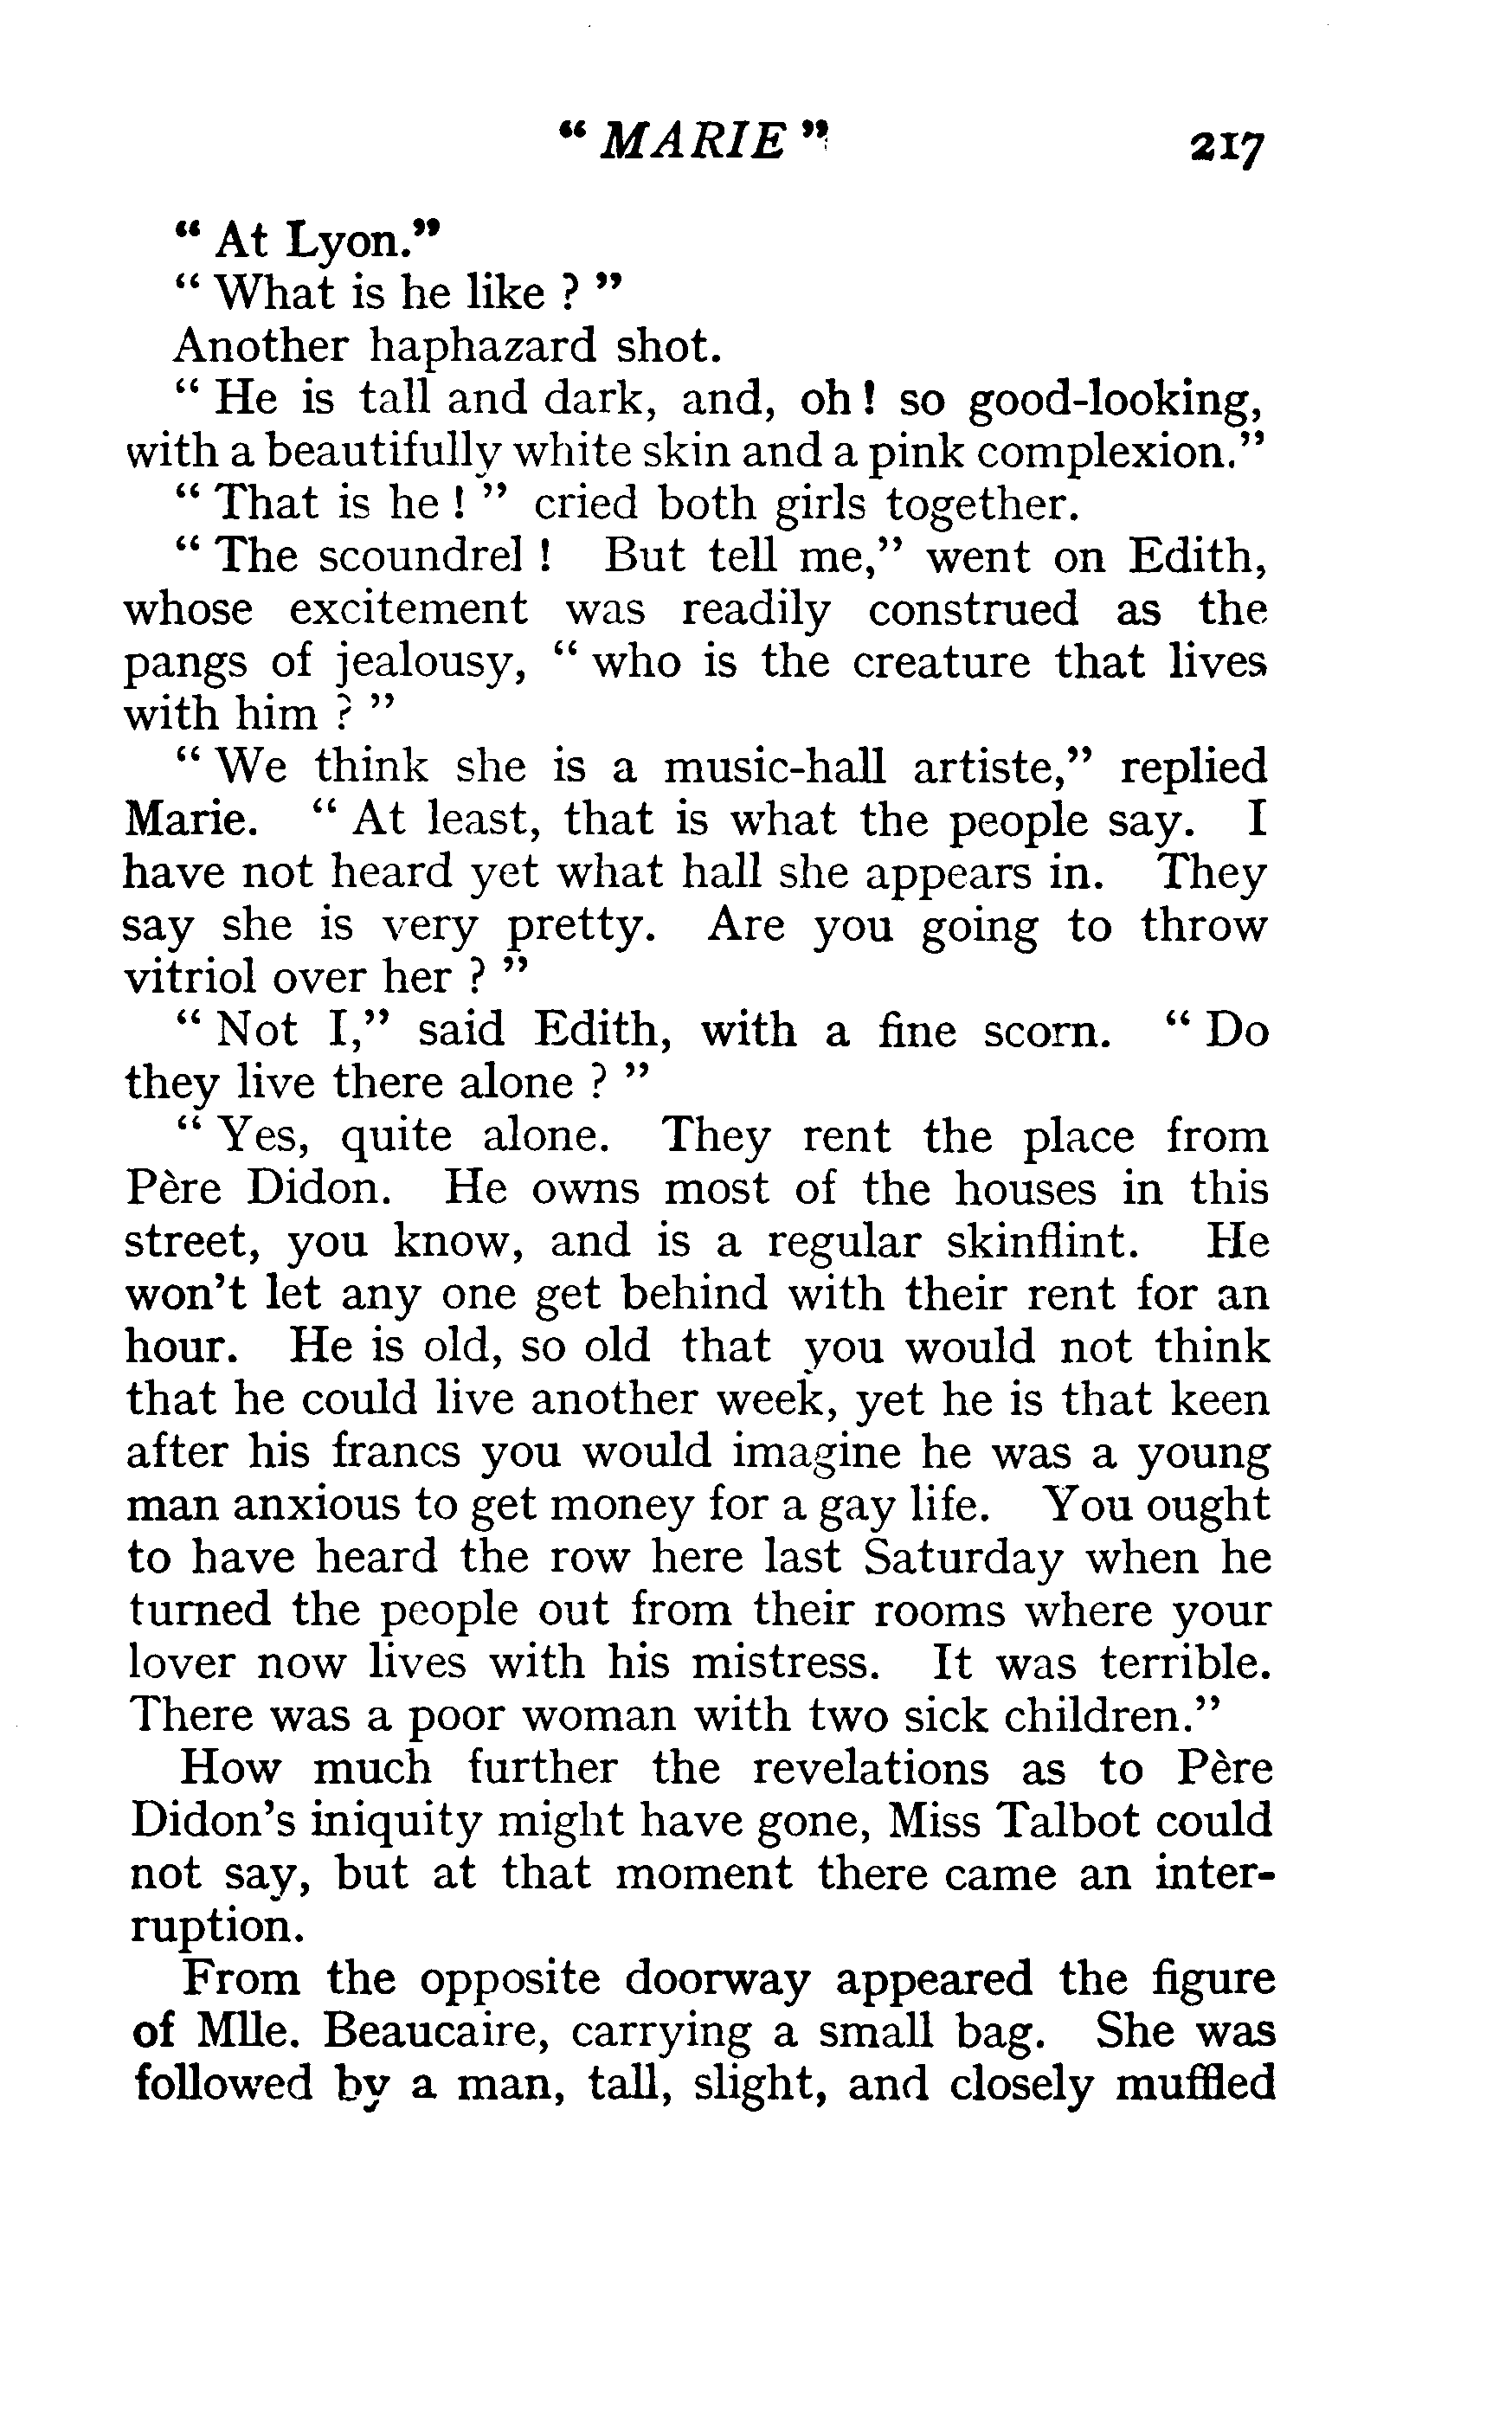 “ MARIE ” 217
“ At Lyon.”
“ What is he like ? ”
Another haphazard shot.
“ He is tall and dark, and, oh ! so good-looking,
with a beautifully white skin and a pink complexion.”
“ That is he ! ” cried both girls together.
“ The scoundrel ! But tell me,” went on Edith,
whose excitement was readily construed as the
pangs of jealousy, “ who is the creature that lives
with him ? ”
“ We think she is a music-hall artiste,” replied
Marie. “ At least, that is what the people say. I
have not heard yet what hall she appears in. They
say she is very pretty. Are you going to throw
vitriol over her ? ”
“ Not I,” said Edith, with a fine scorn. “ Do
they live there alone ? ”
“ Yes, quite alone. They rent the place from
Père Didon. He owns most of the houses in this
street, you know, and is a regular skinflint. He
won’t let any one get behind with their rent for an
hour. He is old, so old that you would not think
that he could live another week, yet he is that keen
after his francs you would imagine he was a young
man anxious to get money for a gay life. You ought
to have heard the row here last Saturday when he
turned the people out from their rooms where your
lover now lives with his mistress. It was terrible.
There was a poor woman with two sick children.”
How much further the revelations as to Père
Didon’s iniquity might have gone, Miss Talbot could
not say, but at that moment there came an inter-
ruption.
From the opposite doorway appeared the figure
of Mlle. Beaucaire, carrying a small bag. She was
followed by a man, tall, slight, and closely muffled